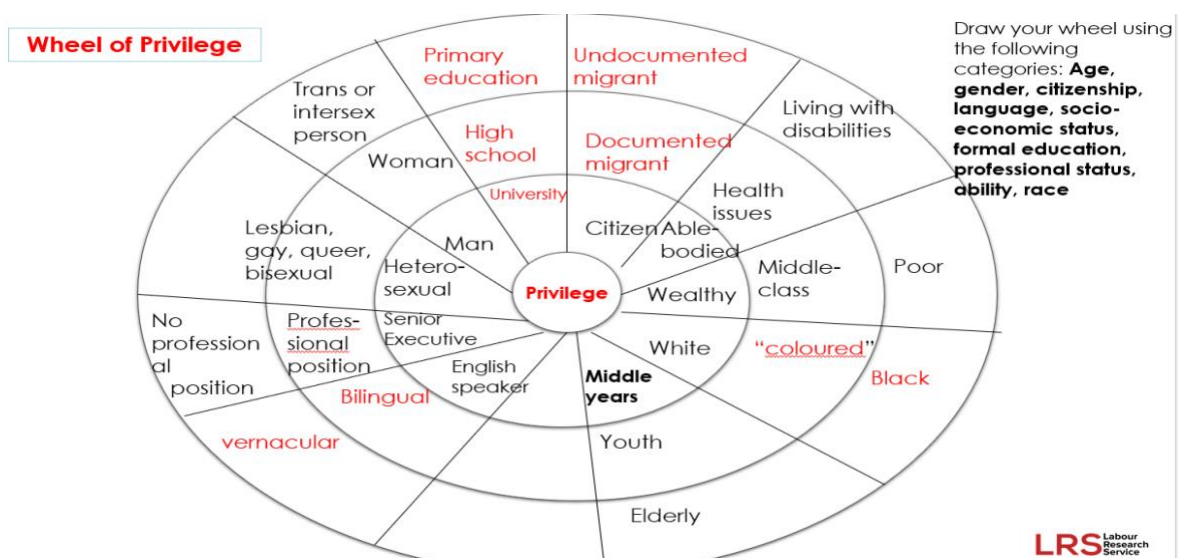 Wheel of Privilege
Draw your wheel using
the following
categories: Age,
gender, citizenship,
language, socio-
economic status,
formal education,
professional status,
ability, race
Primary
education
Undocumented
migrant
Trans or
intersex
person
Living with
disabilities
High
school
Documented
migrant
Woman
University
Health
issues
Lesbian,
gay, queer,
bisexual
Man
Citizen
Able-
bodied
Hetero-
sexual
Privilege
Wealthy
Middle-
class
Poor
No
profession
al
position
Profes-
sional
position
Senior
Executive
White
"coloured"
Black
English
speaker
Middle
years
Bilingual
vernacular
Youth
Elderly
LRS Labour
Research
Service